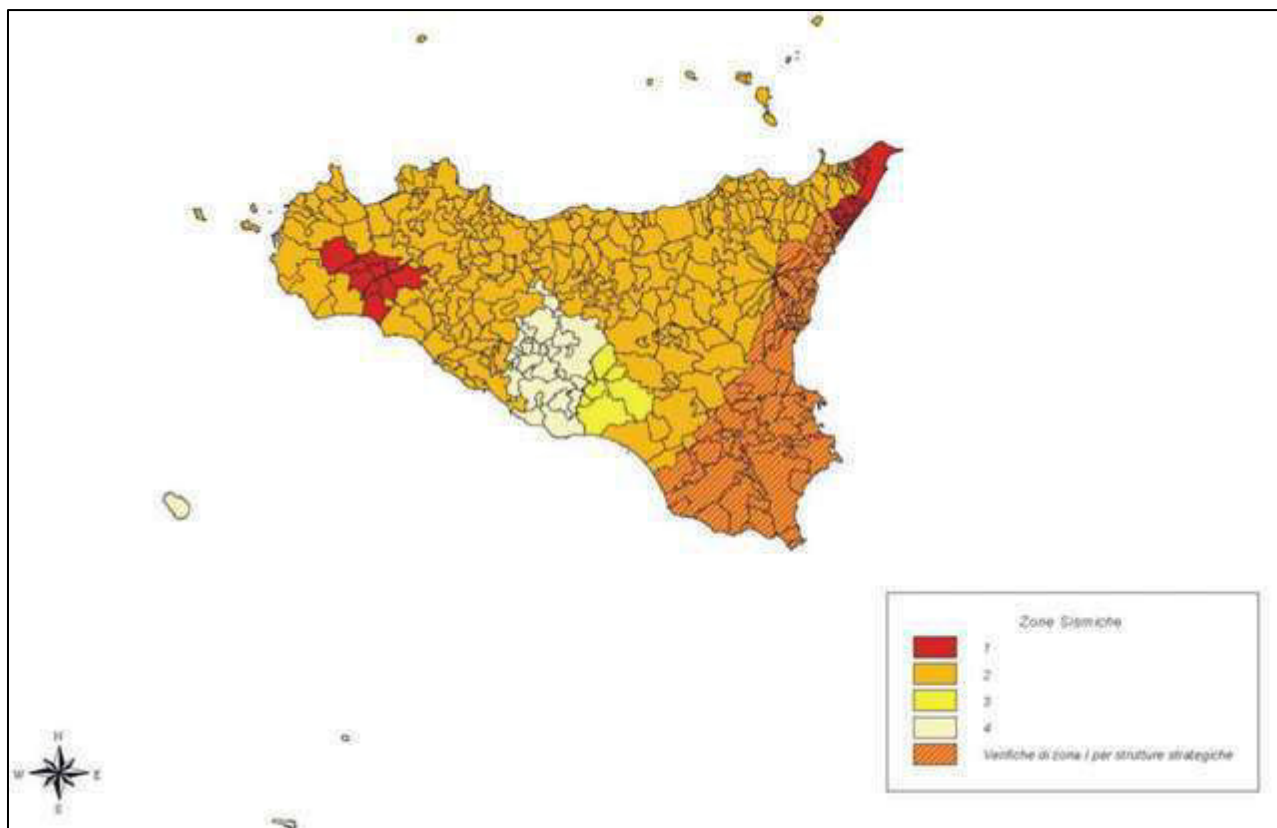 Zone Sismiche
1
2
3
4
Verifiche di zona 1 per strutture strategiche
N
W E
S